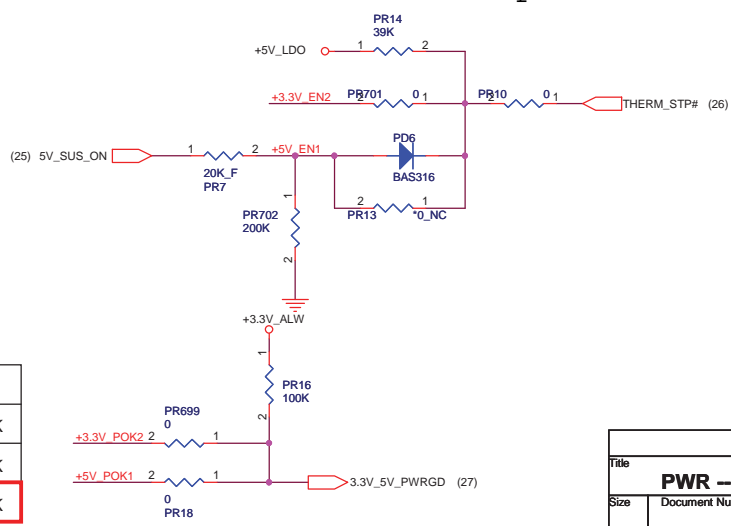 PR14
39K
+5V_LDO
1
2
+3.3V_EN2
PR701
2
0
1
PR10
2
0
1
THERM_STP# (26)
(25) 5V_SUS_ON
1
2
+5V_EN1
20K_F
PR7
PD6
BAS316
2
1
PR13
*0_NC
1
PR702
200K
2
+3.3V_ALW
1
PR16
100K
2
PR699
0
+3.3V_POK2
2
1
+5V_POK1
2
1
0
PR18
3.3V_5V_PWRGD (27)
K
K
K
Title
PWR --
Size
Document Nu